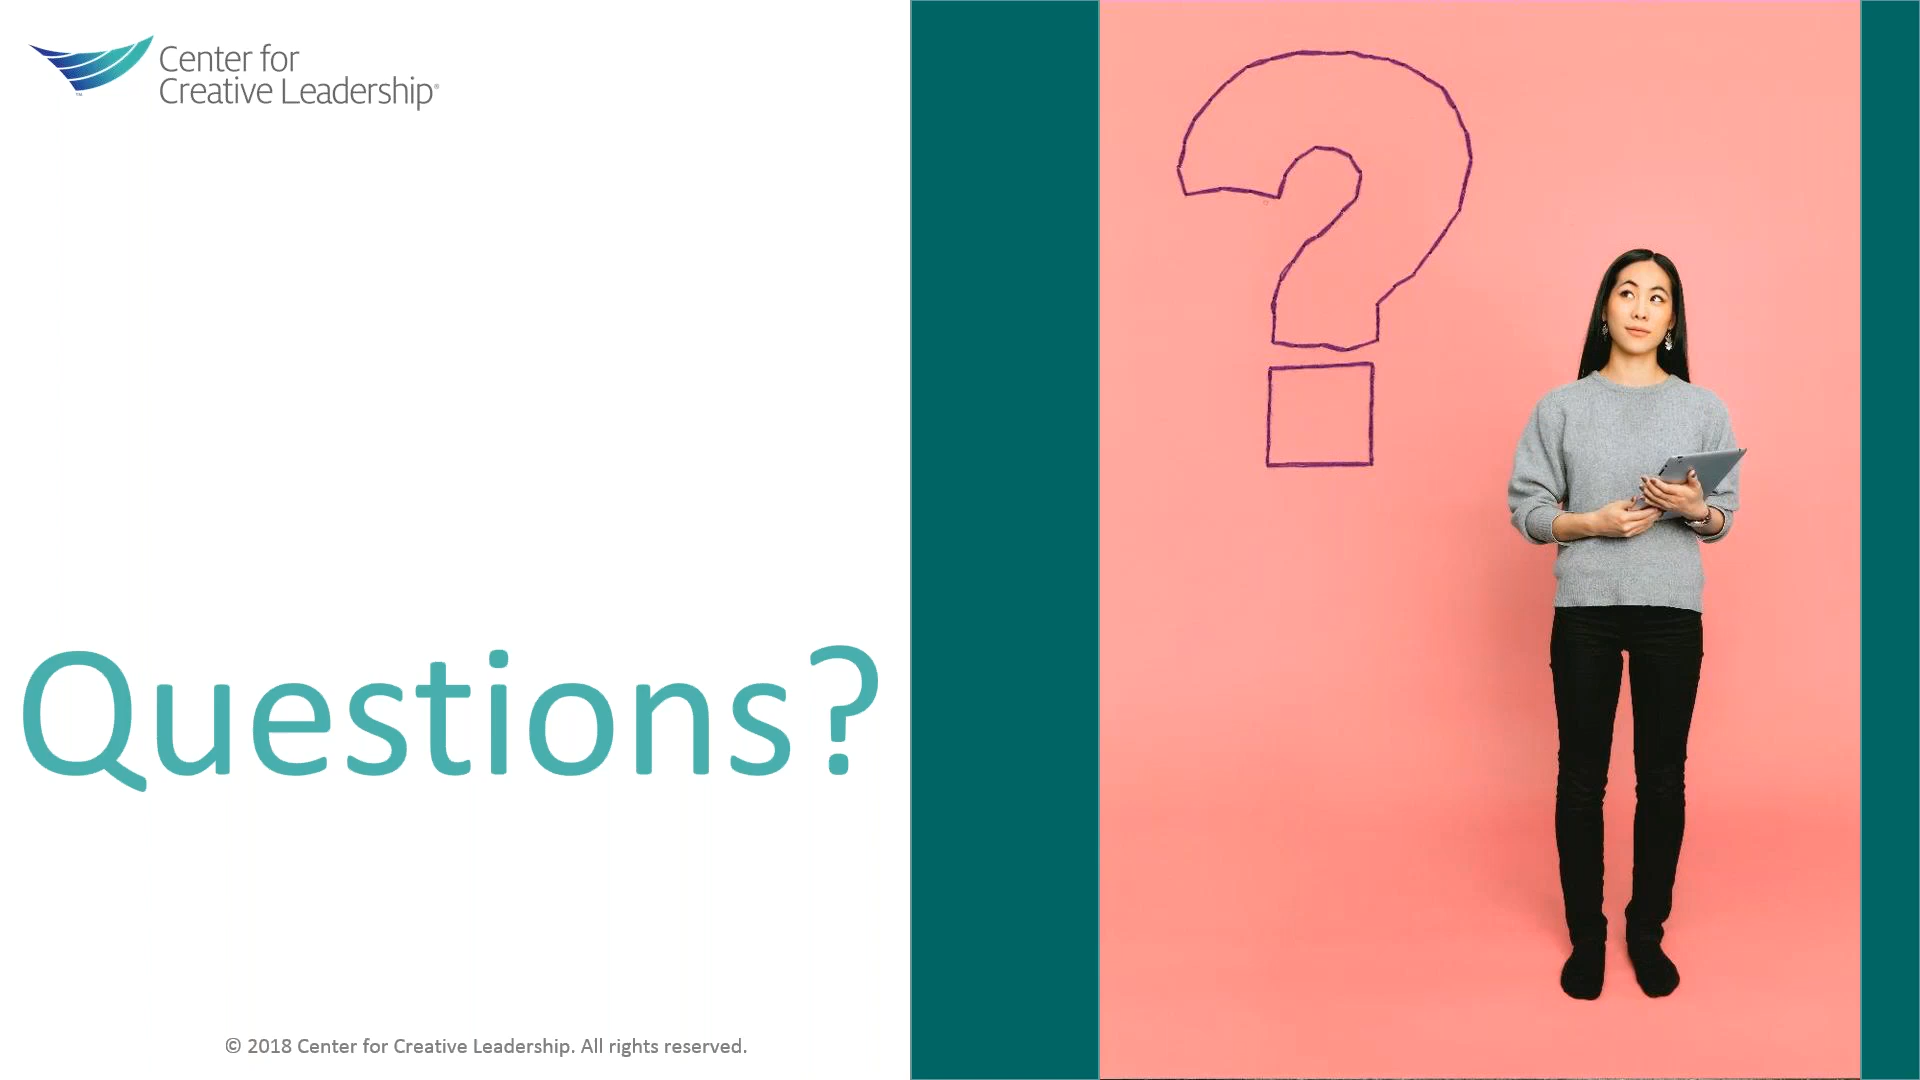 Center for
Creative Leadership®
Questions?
© 2018 Center for Creative Leadership. All rights reserved.